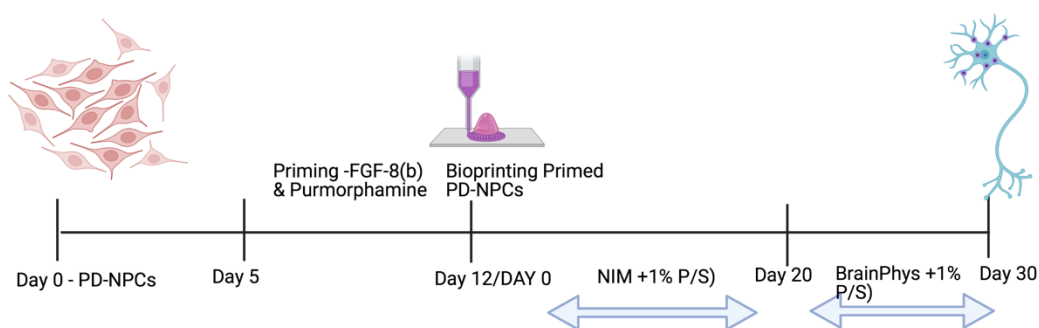 Priming -FGF-8(b)
& Purmorphamine
Bioprinting Primed
PD-NPCs
Day 0 - PD-NPCs
Day 5
Day 12/DAY 0
NIM +1% P/S)
Day 20
BrainPhys +1%
P/S)
Day 30